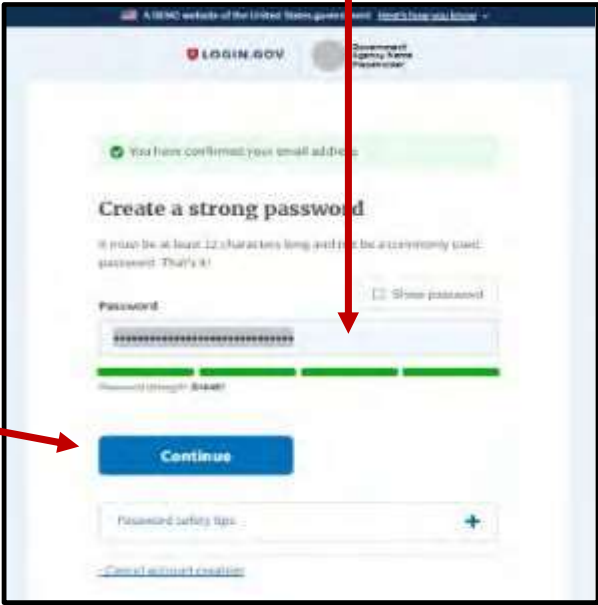 A DEMO website of the United States government Here's how you know
LOGIN.GOV
Government
Agency Name
Placeholder
You have confirmed your email address
Create a strong password
It must be at least 12 characters long and not be a commonly used
password. That's it!
Show password
Password
Password strength: Great!
Continue
Password safety tips
Cancel account creation